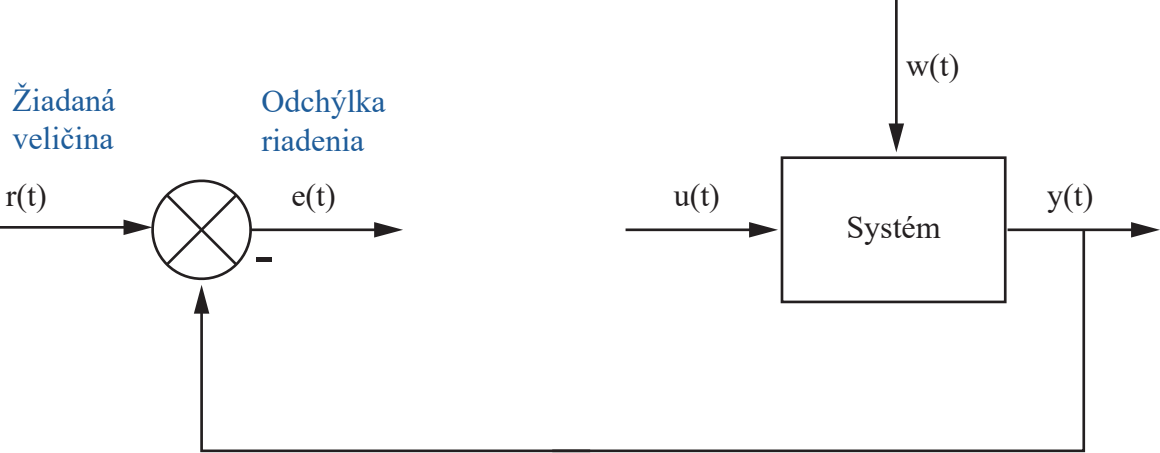 Žiadaná
veličina
Odchýlka
riadenia
w(t)
r(t)
e(t)
u(t)
Systém
y(t)
-